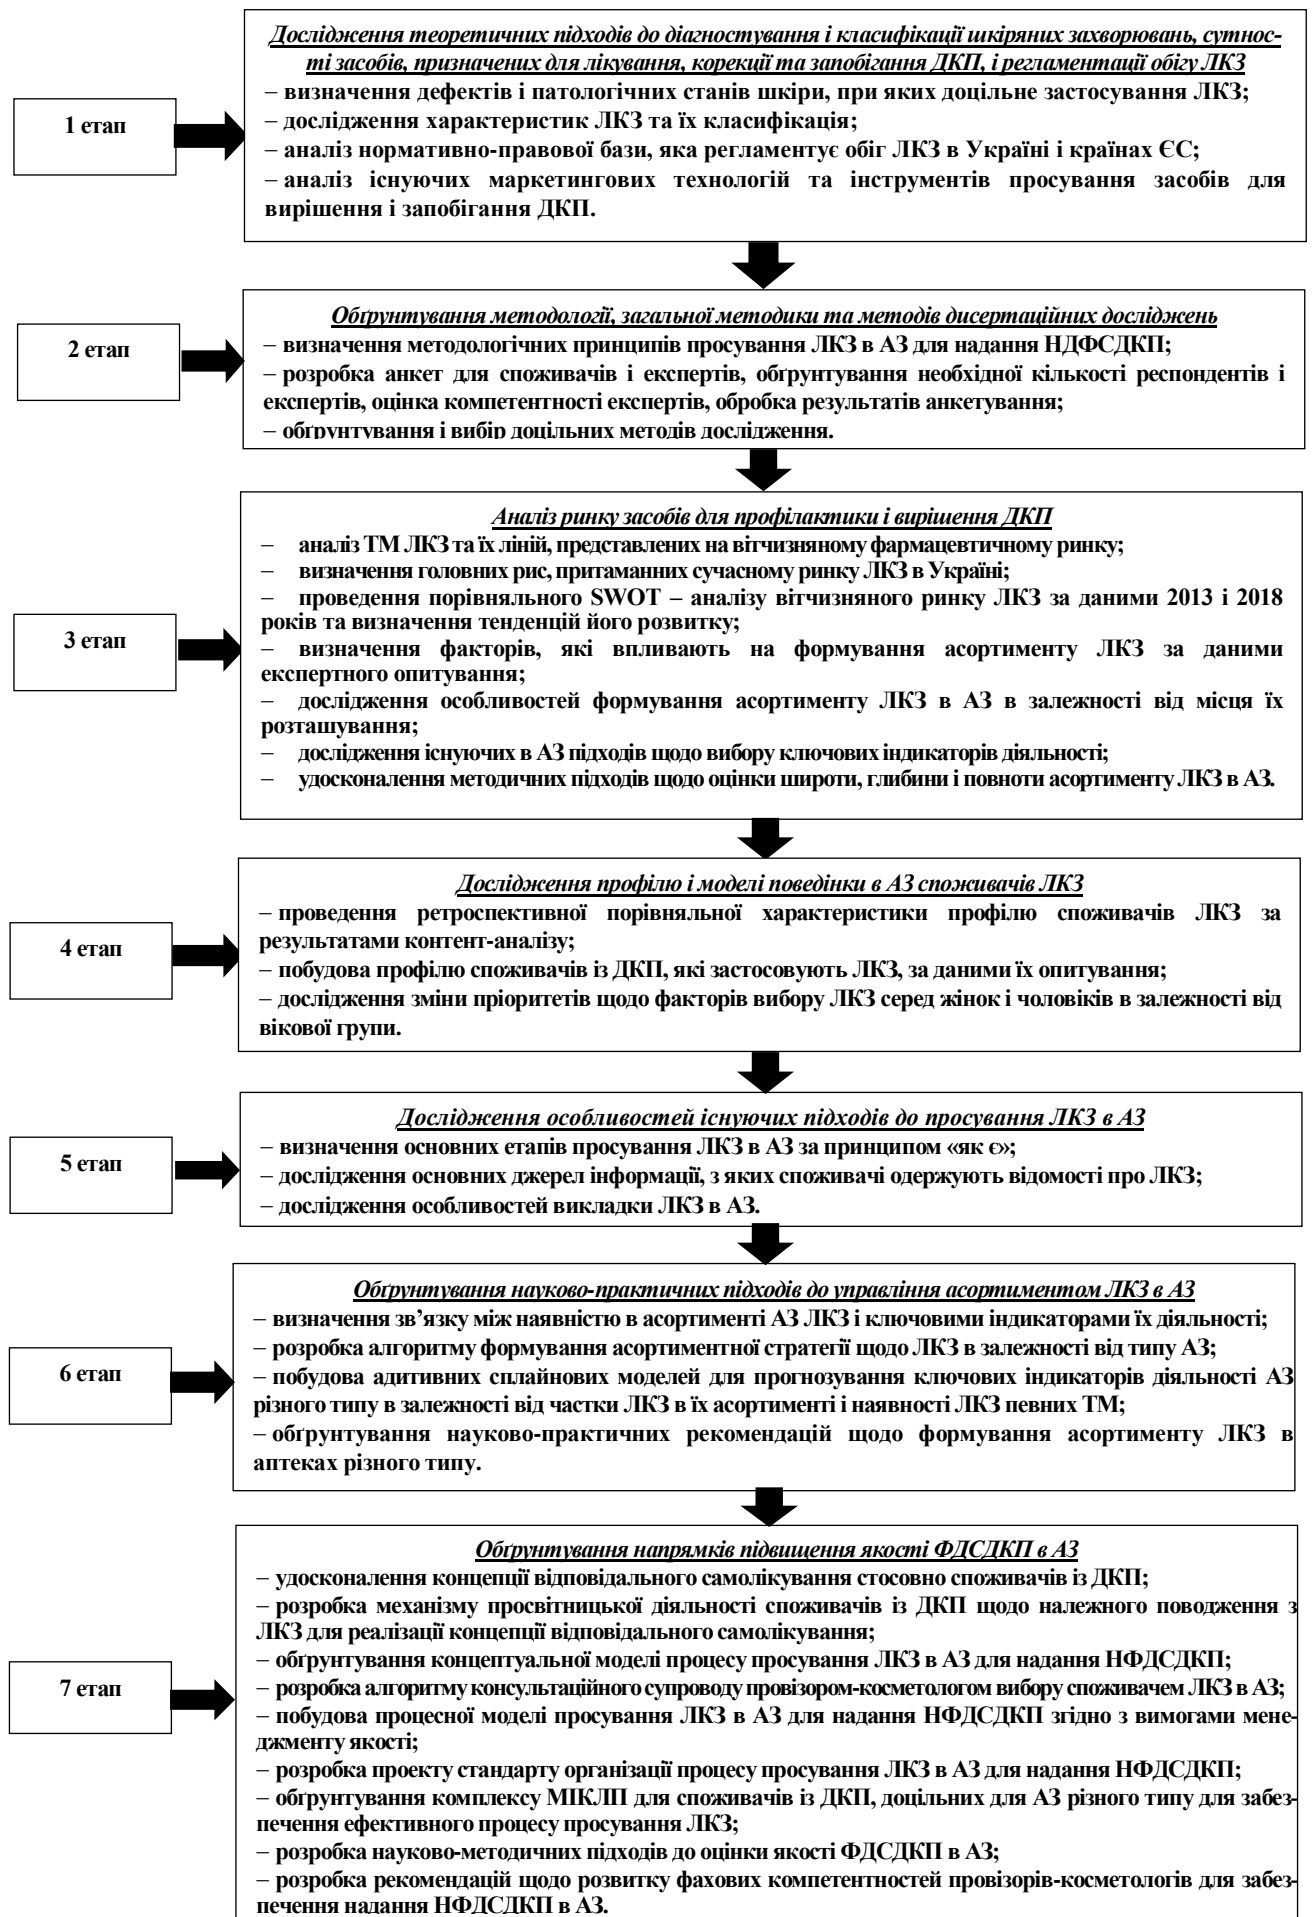 Дослідження теоретичних підходів до діагностування і класифікації шкіряних захворювань, сутнос-
ті засобів, призначених для лікування, корекції та запобігання ДКП, і регламентації обігу ЛКЗ
1 етап
– визначення дефектів і патологічних станів шкіри, при яких доцільне застосування ЛКЗ;
– дослідження характеристик ЛКЗ та їх класифікація;
– аналіз нормативно-правової бази, яка регламентує обіг ЛКЗ в Україні і країнах ЄС;
– аналіз існуючих маркетингових технологій та інструментів просування засобів для
вирішення і запобігання ДКП.
Обґрунтування методології, загальної методики та методів дисертаційних досліджень
2 етап
– визначення методологічних принципів просування ЛКЗ в АЗ для надання НДФСДКП;
– розробка анкет для споживачів і експертів, обґрунтування необхідної кількості респондентів і
експертів, оцінка компетентності експертів, обробка результатів анкетування;
– обґрунтування і вибір доцільних методів дослідження.
Аналіз ринку засобів для профілактики і вирішення ДКП
– аналіз ТМ ЛКЗ та їх ліній, представлених на вітчизняному фармацевтичному ринку;
– визначення головних рис, притаманних сучасному ринку ЛКЗ в Україні;
– проведення порівняльного SWOT – аналізу вітчизняного ринку ЛКЗ за даними 2013 і 2018
років та визначення тенденцій його розвитку;
3 етап
– визначення факторів, які впливають на формування асортименту ЛКЗ за даними
експертного опитування;
– дослідження особливостей формування асортименту ЛКЗ в АЗ в залежності від місця їх
розташування;
– дослідження існуючих в АЗ підходів щодо вибору ключових індикаторів діяльності;
– удосконалення методичних підходів щодо оцінки широти, глибини і повноти асортименту ЛКЗ в АЗ.
Дослідження профілю і моделі поведінки в АЗ споживачів ЛКЗ
– проведення ретроспективної порівняльної характеристики профілю споживачів ЛКЗ за
результатами контент-аналізу;
4 етап
– побудова профілю споживачів із ДКП, які застосовують ЛКЗ, за даними їх опитування;
– дослідження зміни пріоритетів щодо факторів вибору ЛКЗ серед жінок і чоловіків в залежності від
вікової групи.
Дослідження особливостей існуючих підходів до просування ЛКЗ в АЗ
– визначення основних етапів просування ЛКЗ в АЗ за принципом «як є»;
5 етап
– дослідження основних джерел інформації, з яких споживачі одержують відомості про ЛКЗ;
– дослідження особливостей викладки ЛКЗ в АЗ.
Обґрунтування науково-практичних підходів до управління асортиментом ЛКЗ в АЗ
– визначення зв’язку між наявністю в асортименті АЗ ЛКЗ і ключовими індикаторами їх діяльності;
– розробка алгоритму формування асортиментної стратегії щодо ЛКЗ в залежності від типу АЗ;
6 етап
– побудова адитивних сплайнових моделей для прогнозування ключових індикаторів діяльності АЗ
різного типу в залежності від частки ЛКЗ в їх асортименті і наявності ЛКЗ певних ТМ;
– обґрунтування науково-практичних рекомендацій щодо формування асортименту ЛКЗ в
аптеках різного типу.
Обґрунтування напрямків підвищення якості ФДСДКП в АЗ
– удосконалення концепції відповідального самолікування стосовно споживачів із ДКП;
– розробка механізму просвітницької діяльності споживачів із ДКП щодо належного поводження з
ЛКЗ для реалізації концепції відповідального самолікування;
– обґрунтування концептуальної моделі процесу просування ЛКЗ в АЗ для надання НФДСДКП;
7 етап
– розробка алгоритму консультаційного супроводу провізором-косметологом вибору споживачем ЛКЗ в АЗ;
– побудова процесної моделі просування ЛКЗ в АЗ для надання НФДСДКП згідно з вимогами мене-
джменту якості;
– розробка проекту стандарту організації процесу просування ЛКЗ в АЗ для надання НФДСДКП;
– обґрунтування комплексу МІКЛП для споживачів із ДКП, доцільних для АЗ різного типу для забез-
печення ефективного процесу просування ЛКЗ;
– розробка науково-методичних підходів до оцінки якості ФДСДКП в АЗ;
– розробка рекомендацій щодо розвитку фахових компетентностей провізорів-косметологів для забез-
печення надання НФДСДКП в АЗ.